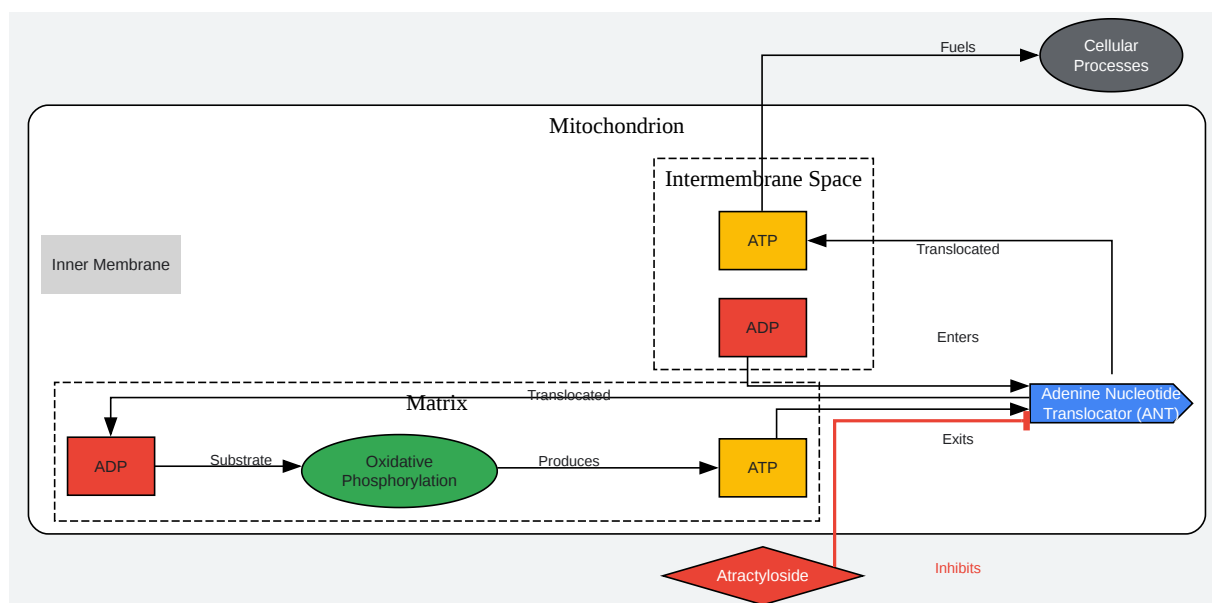 Fuels
Cellular
Processes
Mitochondrion
Intermembrane Space
ATP
Translocated
Inner Membrane
ADP
Enters
Translocated
Matrix
Adenine Nucleotide
Translocator (ANT)
Exits
ADP
Substrate
Oxidative
Phosphorylation
Produces
ATP
Atractyloside
Inhibits